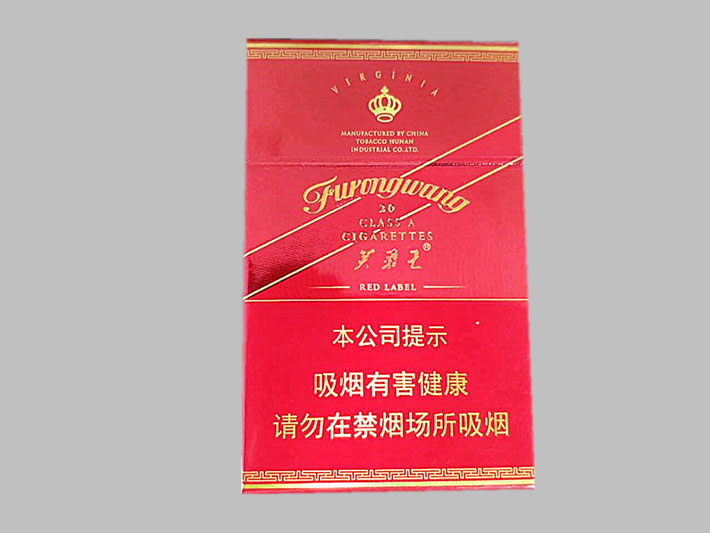 VIRGINIA
MANUFACTURED BY CHINA
TOBACCO HUNAN
INDUSTRIAL CO.,LTD.
Furongwang
20
CLASS A
CIGARETTES
芙蓉王®
RED LABEL
本公司提示
吸烟有害健康
请勿在禁烟场所吸烟